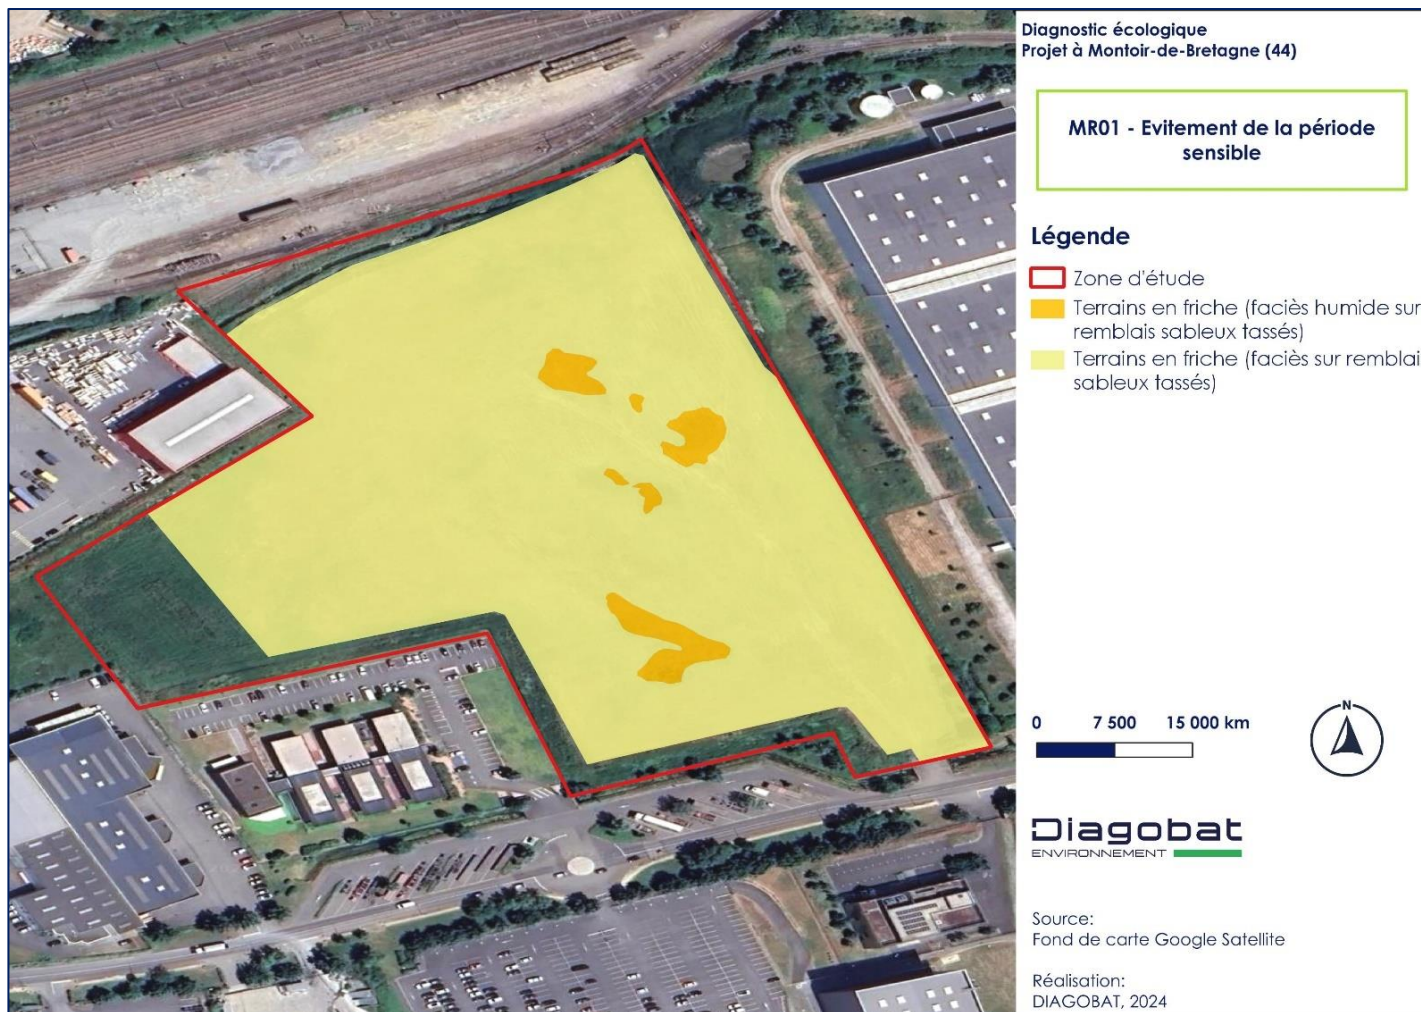 Diagnostic écologique
Projet à Montoir-de-Bretagne (44)
MR01 - Evitement de la période
sensible
Légende
Zone d'étude
Terrains en friche (faciès humide sur
remblais sableux tassés)
Terrains en friche (faciès sur remblai
sableux tassés)
N
0 7 500 15 000 km
Diagobat
ENVIRONNEMENT
Source:
Fond de carte Google Satellite
Réalisation:
DIAGOBAT, 2024